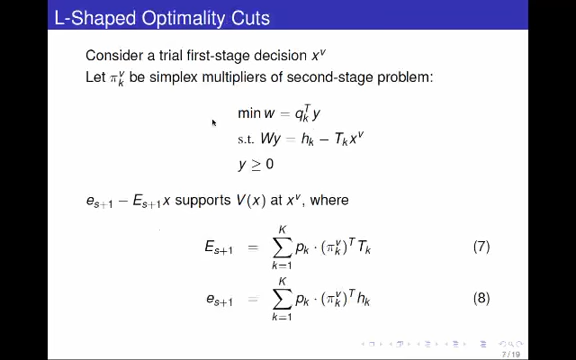 L-Shaped Optimality Cuts
Consider a trial first-stage decision x^v
Let π_k^v be simplex multipliers of second-stage problem:
min w = q_k^T y
s.t. Wy = h_k − T_k x^v
y ≥ 0
e_{s+1} − E_{s+1}x supports V(x) at x^v, where
E_{s+1} = ∑_{k=1}^{K} p_k · (π_k^v)^T T_k (7)
e_{s+1} = ∑_{k=1}^{K} p_k · (π_k^v)^T h_k (8)
7 / 19